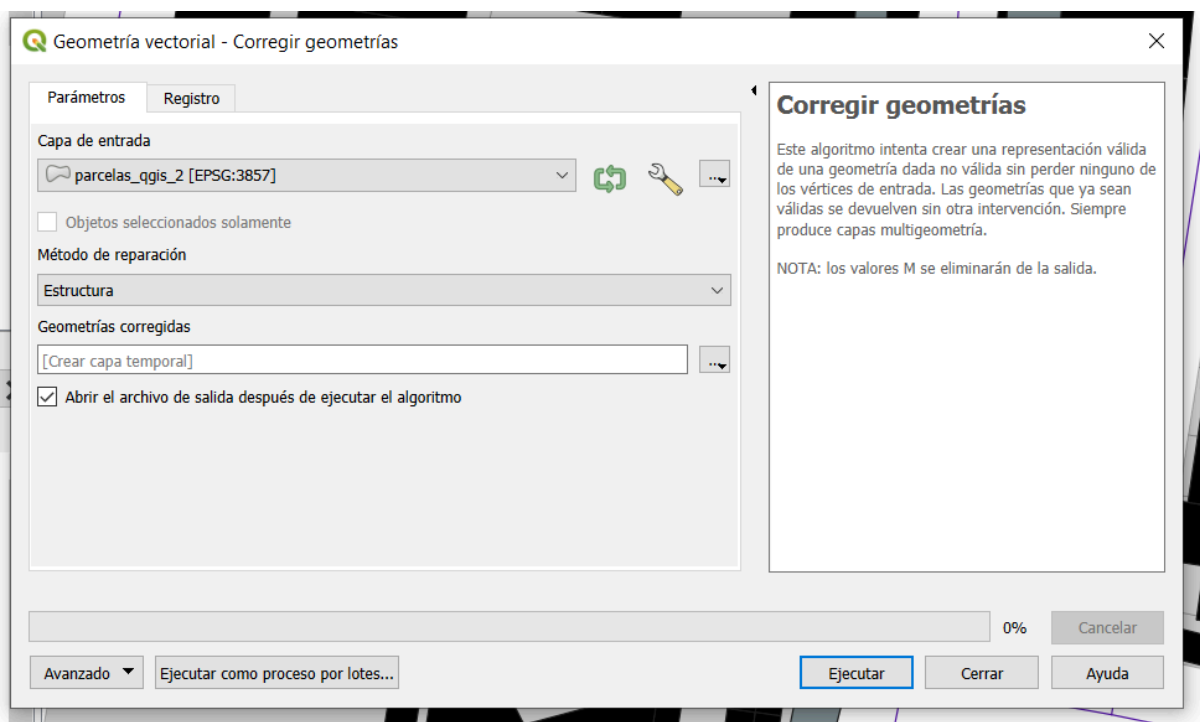 Geometría vectorial - Corregir geometrías
Parámetros
Registro
Capa de entrada
parcelas_qgis_2 [EPSG:3857]
...
Objetos seleccionados solamente
Método de reparación
Estructura
Geometrías corregidas
[Crear capa temporal]
...
Abrir el archivo de salida después de ejecutar el algoritmo
Corregir geometrías
Este algoritmo intenta crear una representación válida
de una geometría dada no válida sin perder ninguno de
los vértices de entrada. Las geometrías que ya sean
válidas se devuelven sin otra intervención. Siempre
produce capas multigeometría.
NOTA: los valores M se eliminarán de la salida.
0%
Cancelar
Avanzado
Ejecutar como proceso por lotes...
Ejecutar
Cerrar
Ayuda